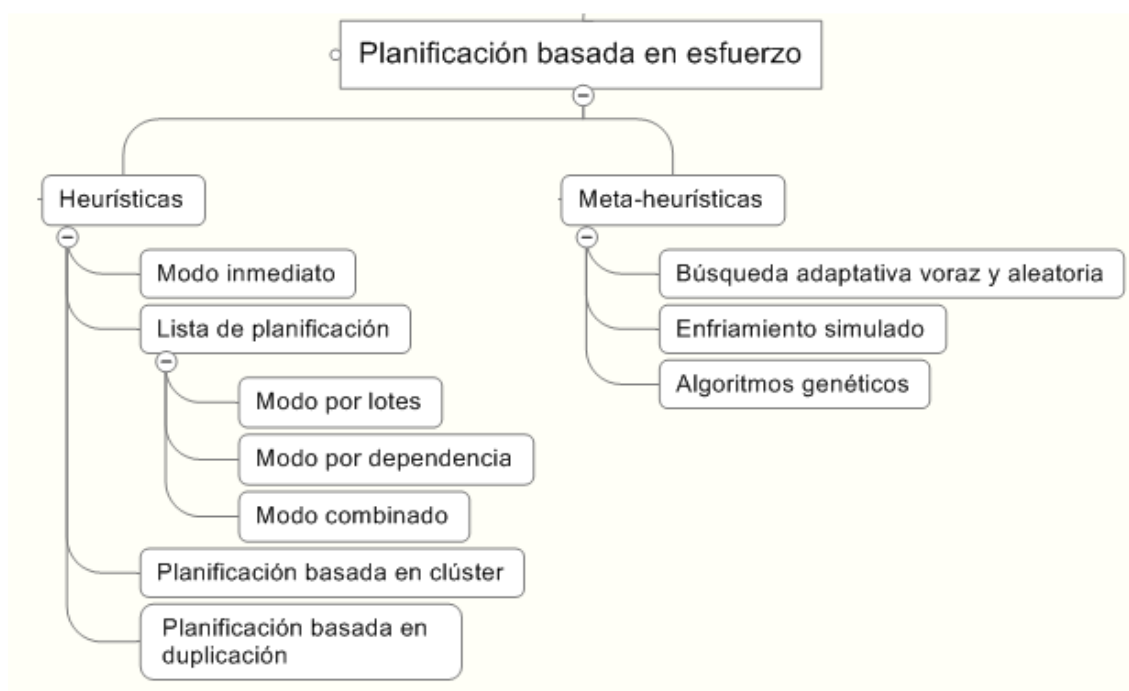 Planificación basada en esfuerzo
Heurísticas
Modo inmediato
Lista de planificación
Modo por lotes
Modo por dependencia
Modo combinado
Planificación basada en clúster
Planificación basada en
duplicación
Meta-heurísticas
Búsqueda adaptativa voraz y aleatoria
Enfriamiento simulado
Algoritmos genéticos